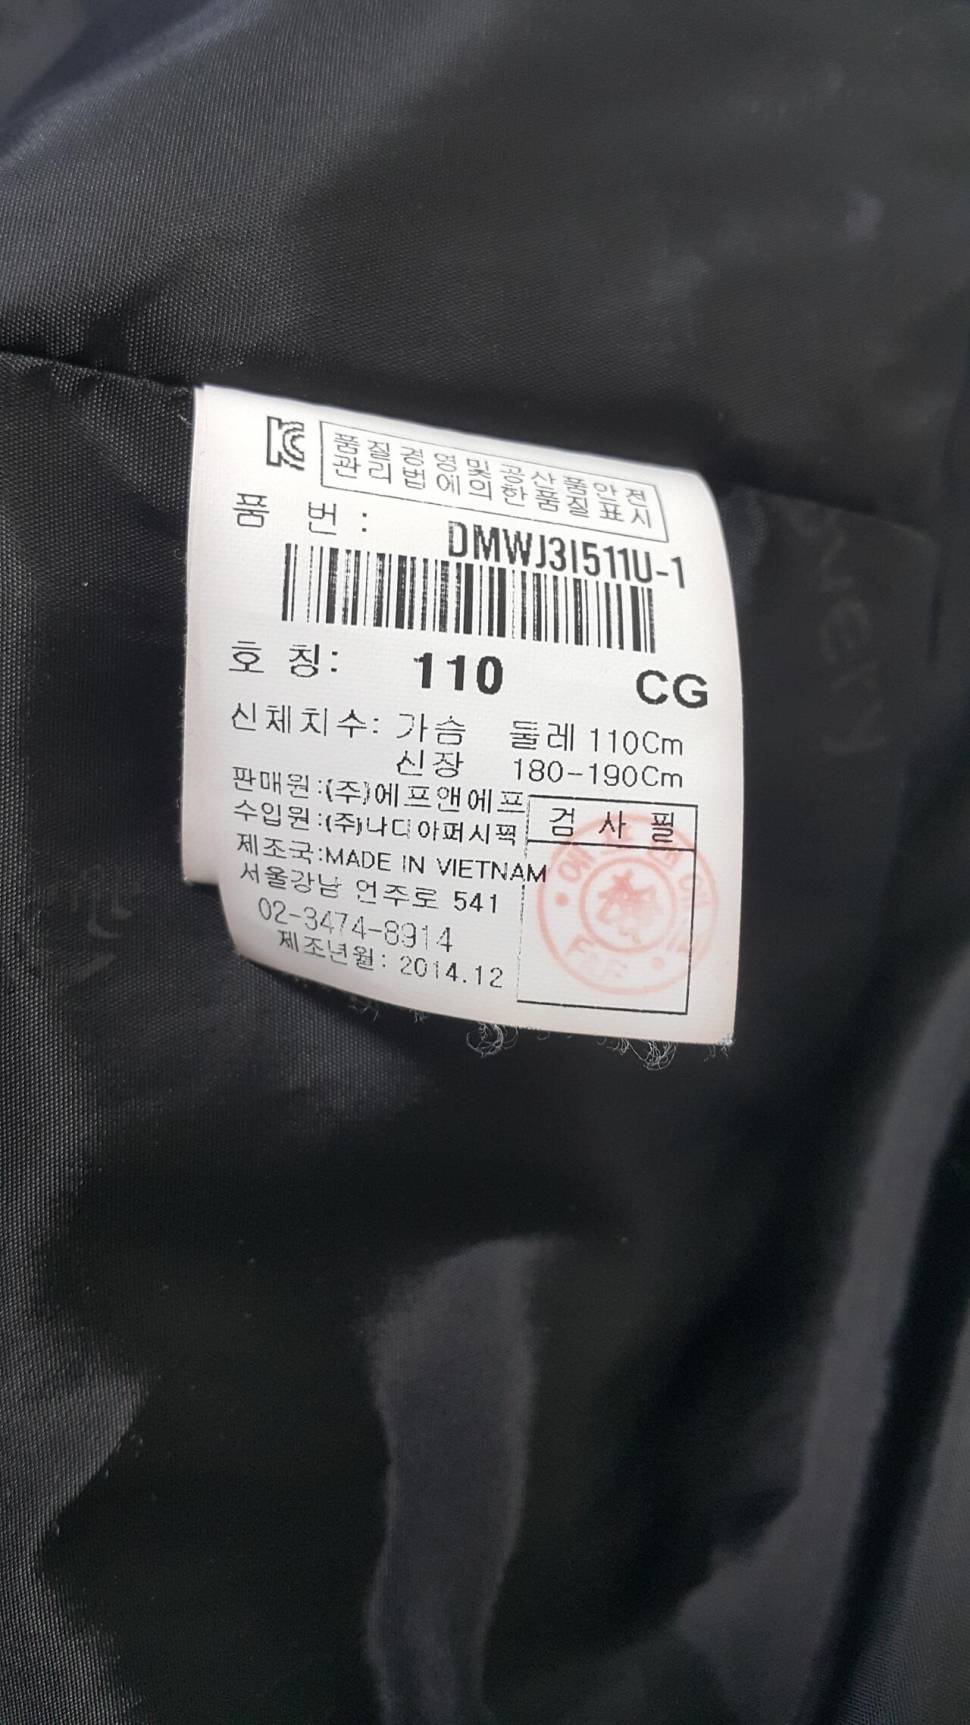 품질경영및공산품안전
관리법에의한품질표시
품 번 : DMWJ3I511U-1
호 칭: 110 CG
신체치수: 가슴 둘레 110Cm
신장 180-190Cm
판매원:(주)에프앤에프
수입원:(주)나디아퍼시픽
검 사 필
제조국:MADE IN VIETNAM
서울강남 언주로 541
02-3474-8914
제조년월: 2014.12